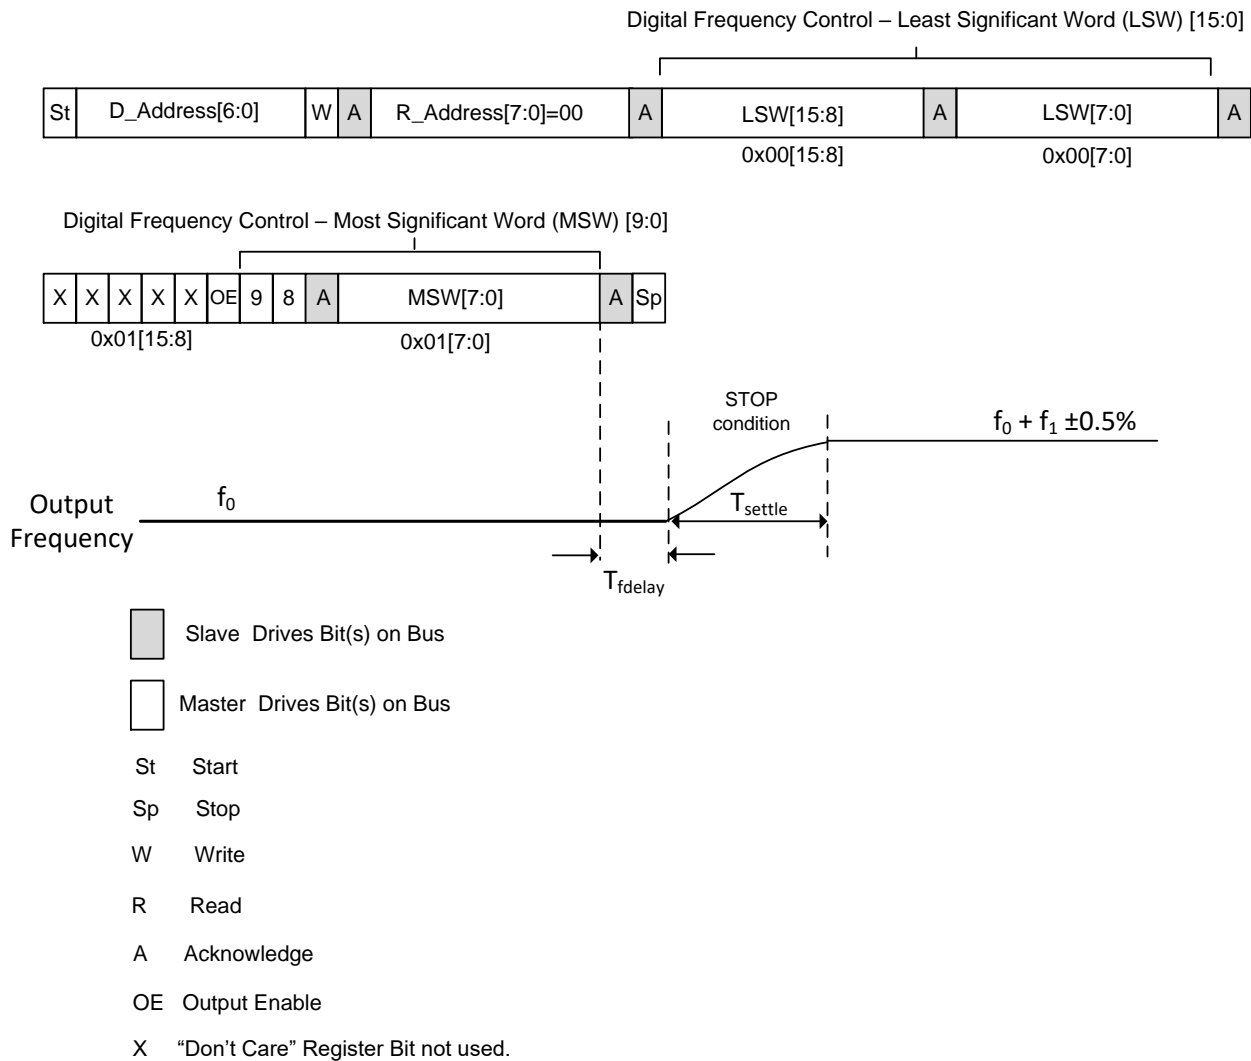 Digital Frequency Control – Least Significant Word (LSW) [15:0]
St D_Address[6:0] W A R_Address[7:0]=00 A LSW[15:8] A LSW[7:0] A
0x00[15:8] 0x00[7:0]
Digital Frequency Control – Most Significant Word (MSW) [9:0]
X X X X X OE 9 8 A MSW[7:0] A Sp
0x01[15:8] 0x01[7:0]
STOP
condition
f₀ + f₁ ±0.5%
Output
Frequency
f₀
T_settle
T_fdelay
Slave Drives Bit(s) on Bus
Master Drives Bit(s) on Bus
St Start
Sp Stop
W Write
R Read
A Acknowledge
OE Output Enable
X “Don’t Care” Register Bit not used.